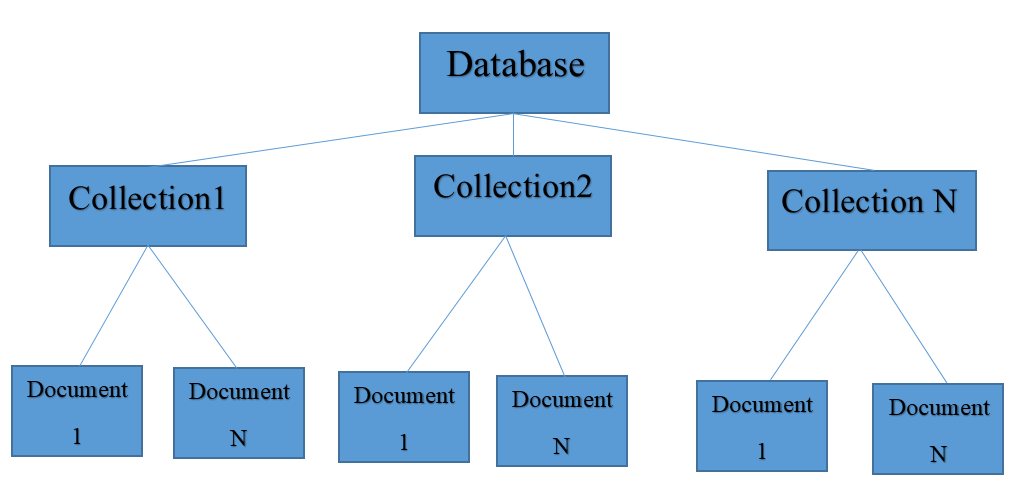 Database
Collection1
Collection2
Collection N
Document
1
Document
N
Document
1
Document
N
Document
1
Document
N